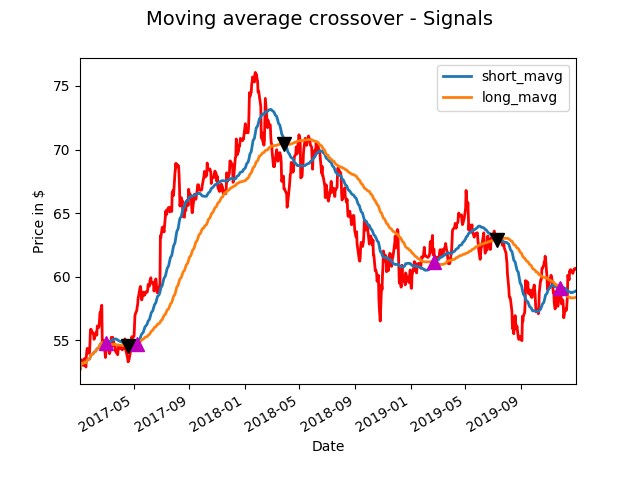 Moving average crossover - Signals
short_mavg
long_mavg
Price in $
75
70
65
60
55
2017-05
2017-09
2018-01
2018-05
2018-09
2019-01
2019-05
2019-09
Date